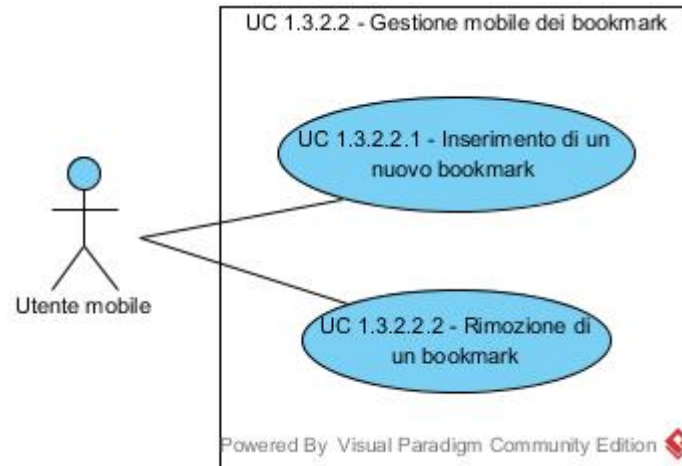 UC 1.3.2.2 - Gestione mobile dei bookmark
UC 1.3.2.2.1 - Inserimento di un
nuovo bookmark
Utente mobile
UC 1.3.2.2.2 - Rimozione di
un bookmark
Powered By Visual Paradigm Community Edition